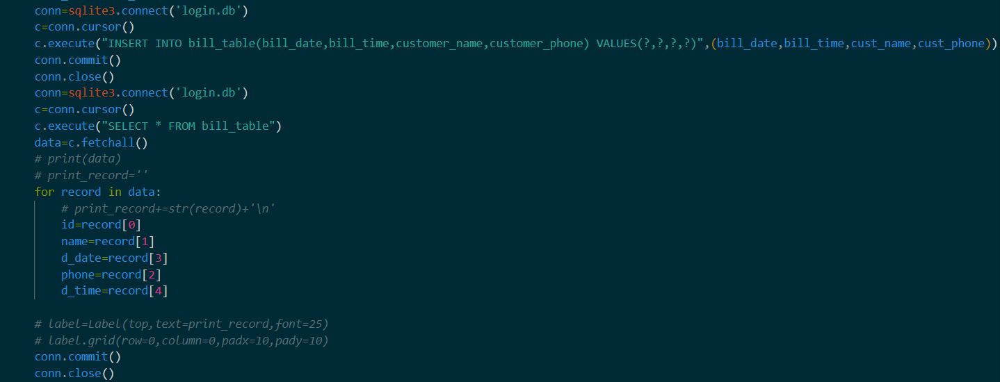 conn=sqlite3.connect('login.db')
c=conn.cursor()
c.execute("INSERT INTO bill_table(bill_date,bill_time,customer_name,customer_phone) VALUES(?,?,?,?)",(bill_date,bill_time,cust_name,cust_phone))
conn.commit()
conn.close()
conn=sqlite3.connect('login.db')
c=conn.cursor()
c.execute("SELECT * FROM bill_table")
data=c.fetchall()
# print(data)
# print_record=''
for record in data:
# print_record+=str(record)+'\n'
id=record[0]
name=record[1]
d_date=record[3]
phone=record[2]
d_time=record[4]
# label=Label(top,text=print_record,font=25)
# label.grid(row=0,column=0,padx=10,pady=10)
conn.commit()
conn.close()